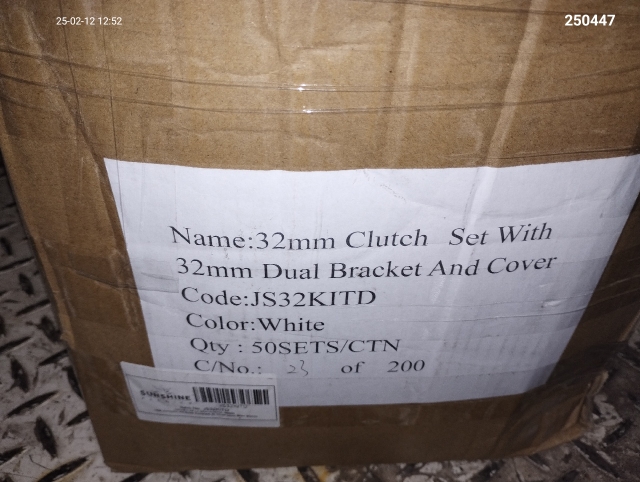 25-02-12 12:52
250447
Name:32mm Clutch Set With
32mm Dual Bracket And Cover
Code:JS32KITD
Color:White
Qty : 50SETS/CTN
C/No.: 23 of 200
SUNSHINE